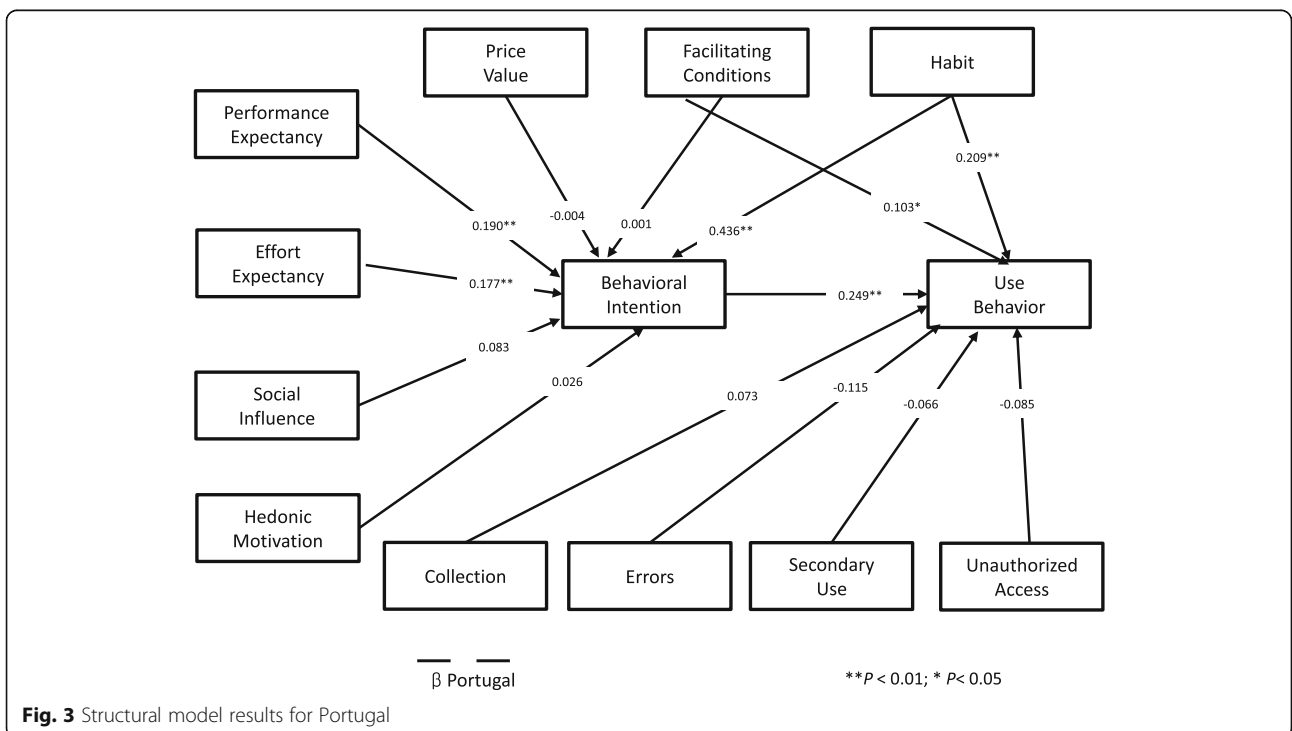 Price
Value
Facilitating
Conditions
Habit
Performance
Expectancy
0.209**
0.103*
-0.004
0.001
0.190**
0.436**
Effort
Expectancy
0.177**
Behavioral
Intention
0.249**
Use
Behavior
0.083
0.026
0.073
-0.115
-0.066
-0.085
Social
Influence
Hedonic
Motivation
Collection
Errors
Secondary
Use
Unauthorized
Access
β Portugal
**P < 0.01; * P< 0.05
Fig. 3 Structural model results for Portugal